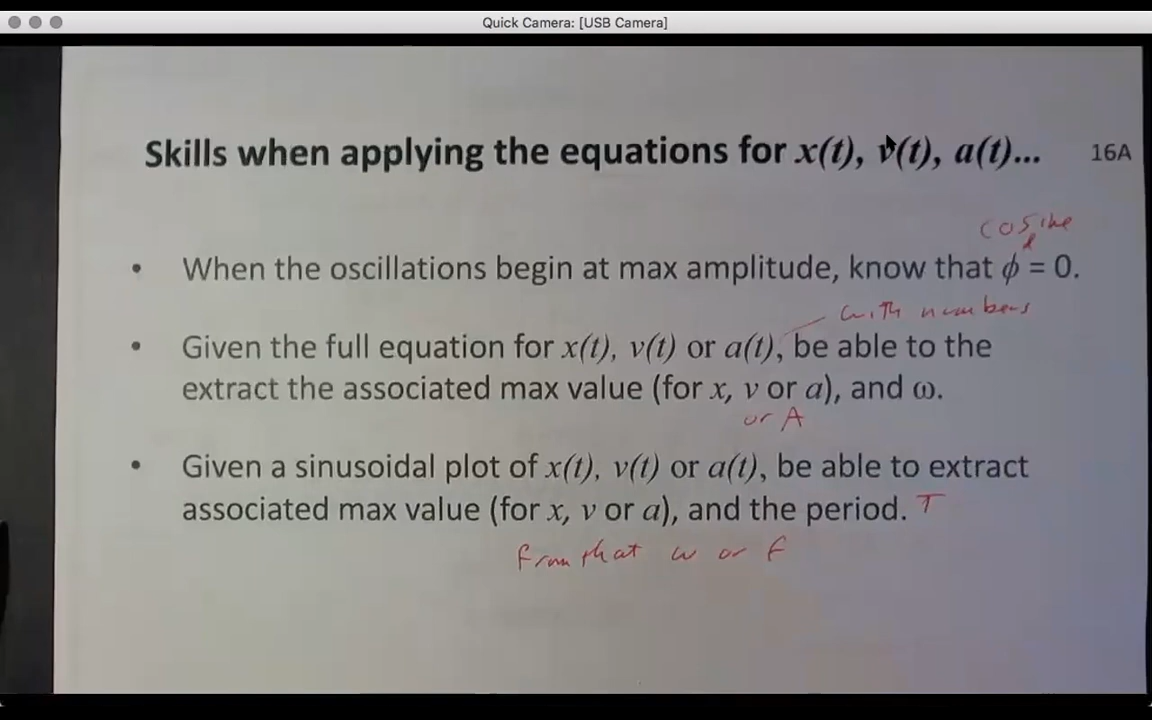 Quick Camera: [USB Camera]
Skills when applying the equations for x(t), v(t), a(t)... 16A
cosine
• When the oscillations begin at max amplitude, know that ϕ = 0.
with numbers
• Given the full equation for x(t), v(t) or a(t), be able to the
extract the associated max value (for x, v or a), and ω.
or A
• Given a sinusoidal plot of x(t), v(t) or a(t), be able to extract
associated max value (for x, v or a), and the period. T
from that ω or f